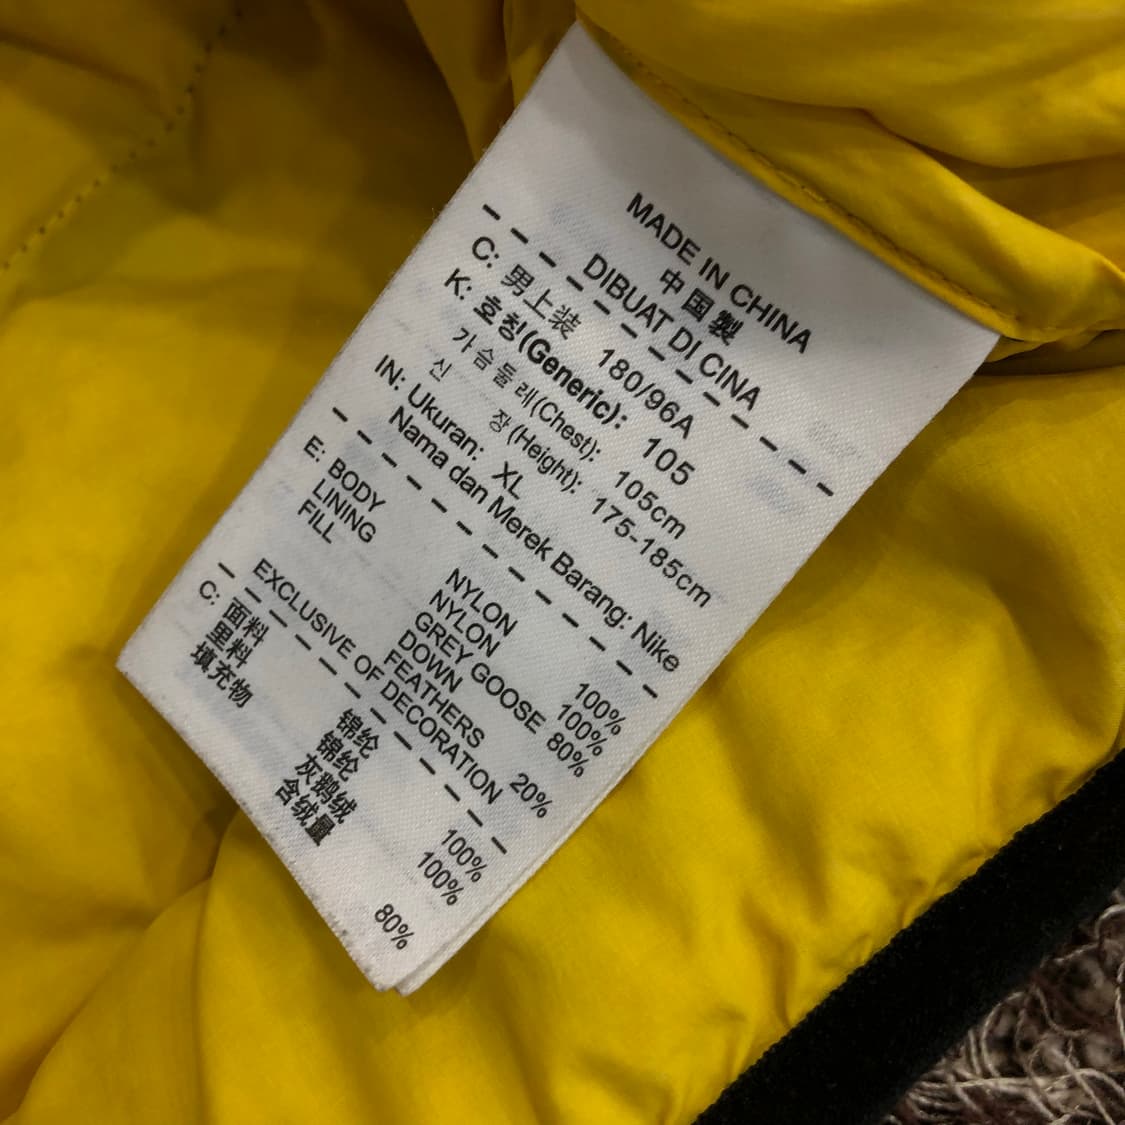 MADE IN CHINA
中国製
DIBUAT DI CINA
C: 男上装 180/96A
K: 호칭(Generic): 105
가슴둘레(Chest): 105cm
신 장(Height): 175-185cm
IN: Ukuran: XL
Nama dan Merek Barang: Nike
E: BODY NYLON 100%
LINING NYLON 100%
FILL GREY GOOSE 80%
DOWN
FEATHERS 20%
EXCLUSIVE OF DECORATION
C: 面料 锦纶 100%
里料 锦纶 100%
填充物 灰鹅绒
含绒量 80%